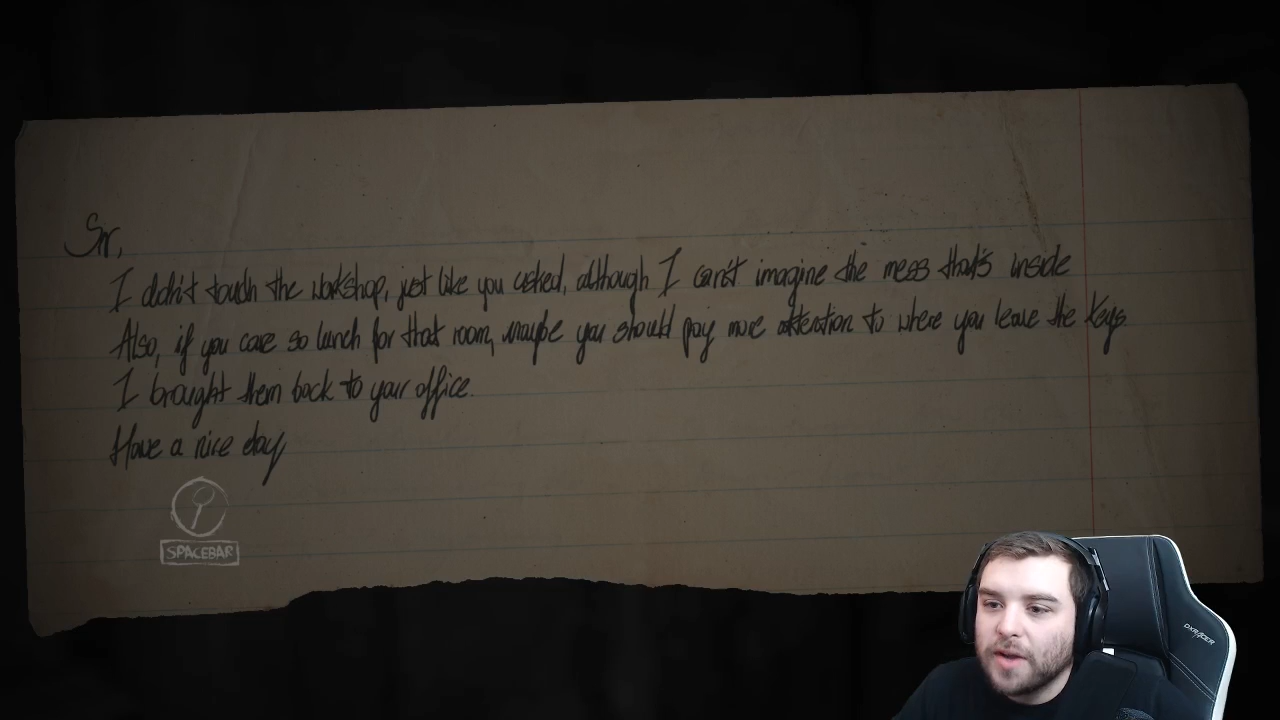 Sir,
I didn't touch the workshop, just like you asked, although I can't imagine the mess that's inside
Also, if you care so much for that room, maybe you should pay more attention to where you leave the keys.
I brought them back to your office.
Have a nice day
SPACEBAR
DXRACER